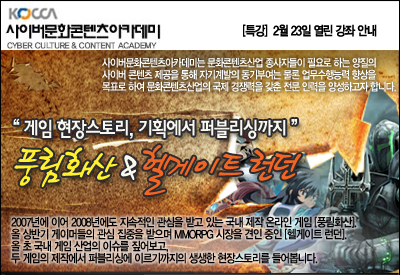 KOCCA
사이버문화콘텐츠아카데미
CYBER CULTURE & CONTENT ACADEMY
[특강] 2월 23일 열린 강좌 안내
사이버문화콘텐츠아카데미는 문화콘텐츠산업 종사자들이 필요로 하는 양질의
사이버 콘텐츠 제공을 통해 자기계발의 동기부여는 물론 업무수행능력 향상을
목표로 하여 문화콘텐츠산업의 국제 경쟁력을 갖춘 전문 인력을 양성하고자 합니다.
“ 게임 현장스토리, 기획에서 퍼블리싱까지 ”
풍림화산 & 헬게이트 런던
2007년에 이어 2008년에도 지속적인 관심을 받고 있는 국내 제작 온라인 게임 [풍림화산],
올 상반기 게이머들의 관심 집중을 받으며 MMORPG 시장을 견인 중인 [헬게이트 런던],
올 초 국내 게임 산업의 이슈를 짚어보고,
두 게임의 제작에서 퍼블리싱에 이르기까지의 생생한 현장스토리를 들어봅니다.